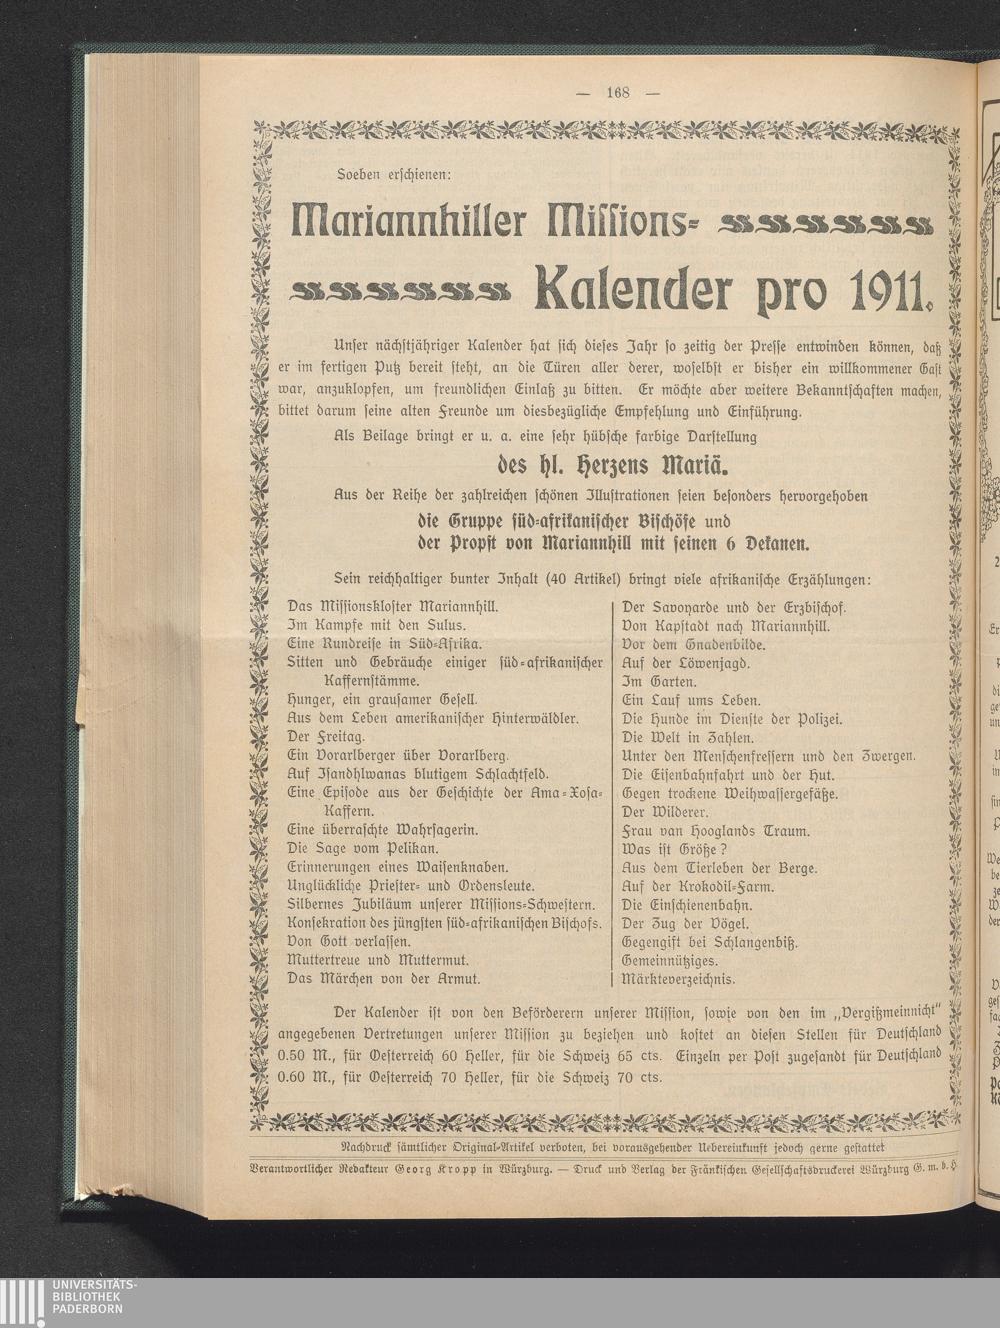 — 168 —
Soeben erschienen:
Mariannhiller Missions-
Kalender pro 1911.
Unser nächstjähriger Kalender hat sich dieses Jahr so zeitig der Presse entwinden können, daß
er im fertigen Putz bereit steht, an die Türen aller derer, woselbst er bisher ein willkommener Gast
war, anzuklopfen, um freundlichen Einlaß zu bitten. Er möchte aber weitere Bekanntschaften machen,
bittet darum seine alten Freunde um diesbezügliche Empfehlung und Einführung.
Als Beilage bringt er u. a. eine sehr hübsche farbige Darstellung
des hl. Herzens Mariä.
Aus der Reihe der zahlreichen schönen Illustrationen seien besonders hervorgehoben
die Gruppe süd-afrikanischer Bischöfe und
der Propst von Mariannhill mit seinen 6 Dekanen.
Sein reichhaltiger bunter Inhalt (40 Artikel) bringt viele afrikanische Erzählungen:
Das Missionskloster Mariannhill.
Im Kampfe mit den Sulus.
Eine Rundreise in Süd-Afrika.
Sitten und Gebräuche einiger süd-afrikanischer
Kaffernstämme.
Hunger, ein grausamer Gesell.
Aus dem Leben amerikanischer Hinterwäldler.
Der Freitag.
Ein Vorarlberger über Vorarlberg.
Auf Isandhlwanas blutigem Schlachtfeld.
Eine Episode aus der Geschichte der Ama-Xosa-
Kaffern.
Eine überraschte Wahrsagerin.
Die Sage vom Pelikan.
Erinnerungen eines Waisenknaben.
Unglückliche Priester- und Ordensleute.
Silbernes Jubiläum unserer Missions-Schwestern.
Konsekration des jüngsten süd-afrikanischen Bischofs.
Von Gott verlassen.
Muttertreue und Muttermut.
Das Märchen von der Armut.
Der Savoyarde und der Erzbischof.
Von Kapstadt nach Mariannhill.
Vor dem Gnadenbilde.
Auf der Löwenjagd.
Im Garten.
Ein Lauf ums Leben.
Die Hunde im Dienste der Polizei.
Die Welt in Zahlen.
Unter den Menschenfressern und den Zwergen.
Die Eisenbahnfahrt und der Hut.
Gegen trockene Weihwassergefäße.
Der Wilderer.
Frau van Hooglands Traum.
Was ist Größe?
Aus dem Tierleben der Berge.
Auf der Krokodil-Farm.
Die Einschienenbahn.
Der Zug der Vögel.
Gegengift bei Schlangenbiß.
Gemeinnütziges.
Märkteverzeichnis.
Der Kalender ist von den Beförderern unserer Mission, sowie von den im „Vergißmeinnicht"
angegebenen Vertretungen unserer Mission zu beziehen und kostet an diesen Stellen für Deutschland
0.50 M., für Oesterreich 60 Heller, für die Schweiz 65 cts. Einzeln per Post zugesandt für Deutschland
0.60 M., für Oesterreich 70 Heller, für die Schweiz 70 cts.
Nachdruck sämtlicher Original-Artikel verboten, bei vorausgehender Uebereinkunft jedoch gerne gestattet
Verantwortlicher Redakteur Georg Kropp in Würzburg. — Druck und Verlag der Fränkischen Gesellschaftsdruckerei Würzburg G. m. b. H
UNIVERSITÄTS-
BIBLIOTHEK
PADERBORN